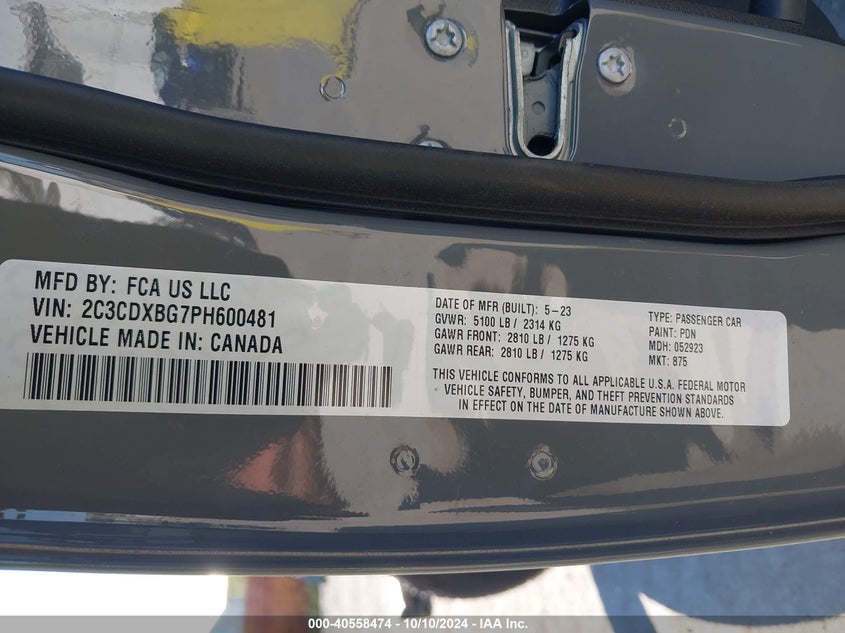 MFD BY: FCA US LLC
VIN: 2C3CDXBG7PH600481
VEHICLE MADE IN: CANADA
DATE OF MFR (BUILT): 5-23
GVWR: 5100 LB / 2314 KG
GAWR FRONT: 2810 LB / 1275 KG
GAWR REAR: 2810 LB / 1275 KG
TYPE: PASSENGER CAR
PAINT: PDN
MDH: 052923
MKT: 875
THIS VEHICLE CONFORMS TO ALL APPLICABLE U.S.A. FEDERAL MOTOR
VEHICLE SAFETY, BUMPER, AND THEFT PREVENTION STANDARDS
IN EFFECT ON THE DATE OF MANUFACTURE SHOWN ABOVE.
000-40558474 - 10/10/2024 - IAA Inc.